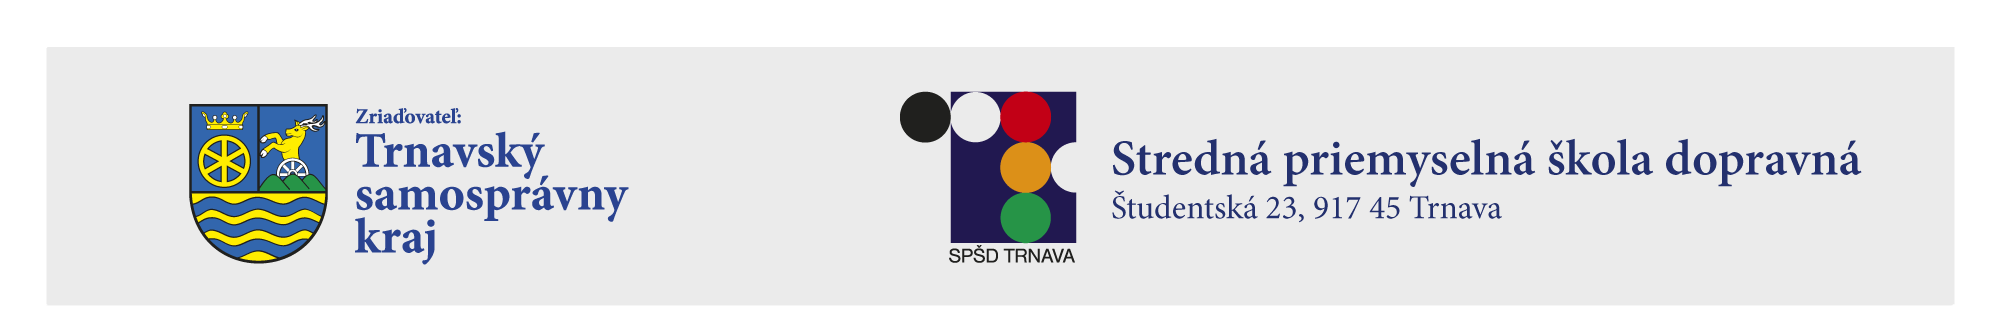 Zriaďovateľ:
Trnavský
samosprávny
kraj
SPŠD TRNAVA
Stredná priemyselná škola dopravná
Študentská 23, 917 45 Trnava